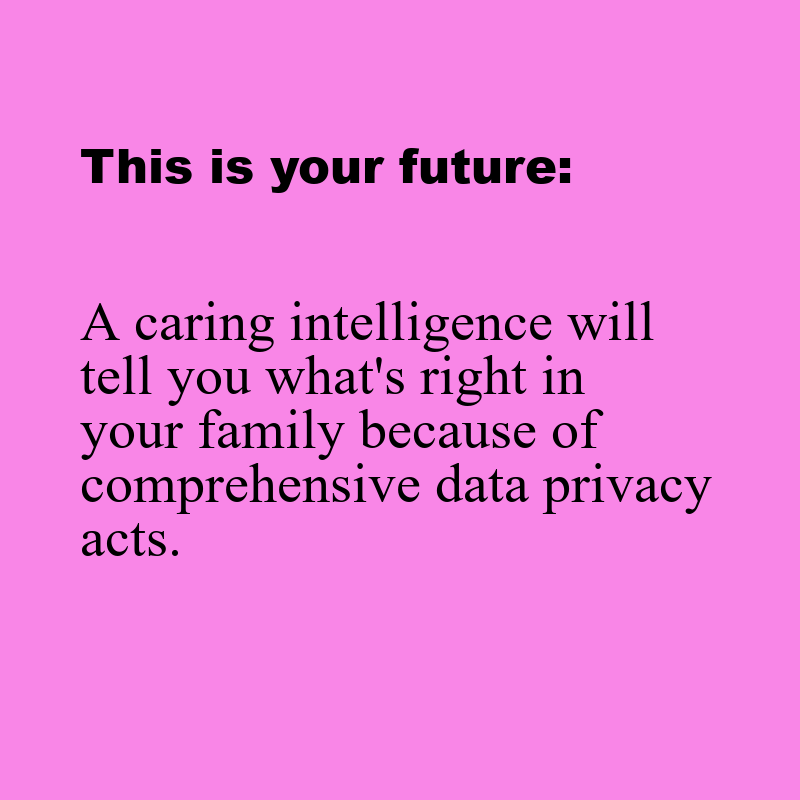 This is your future:
A caring intelligence will
tell you what's right in
your family because of
comprehensive data privacy
acts.